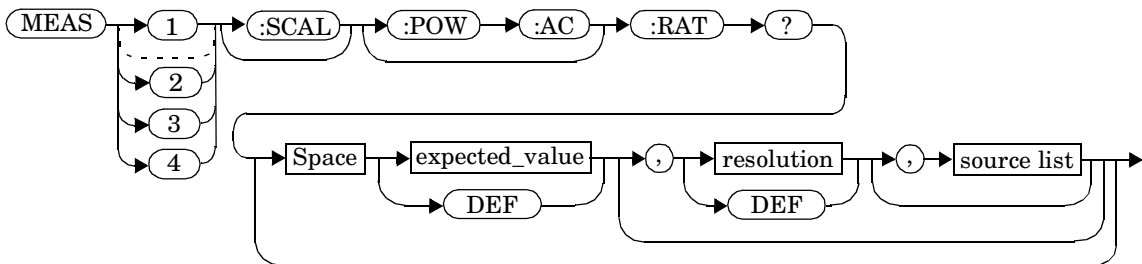 MEAS 1 :SCAL :POW :AC :RAT ?
2
3
4
Space expected_value , resolution , source list
DEF DEF